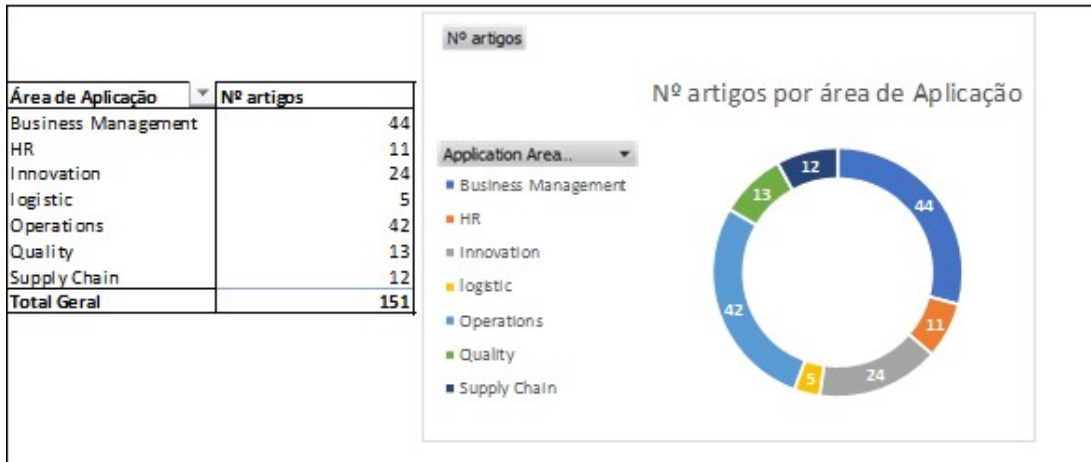 Área de Aplicação Nº artigos
Business Management 44
HR 11
Innovation 24
logistic 5
Operations 42
Quality 13
Supply Chain 12
Total Geral 151
Nº artigos
Nº artigos por área de Aplicação
Application Area...
Business Management
HR
Innovation
logistic
Operations
Quality
Supply Chain
44
11
24
5
42
13
12